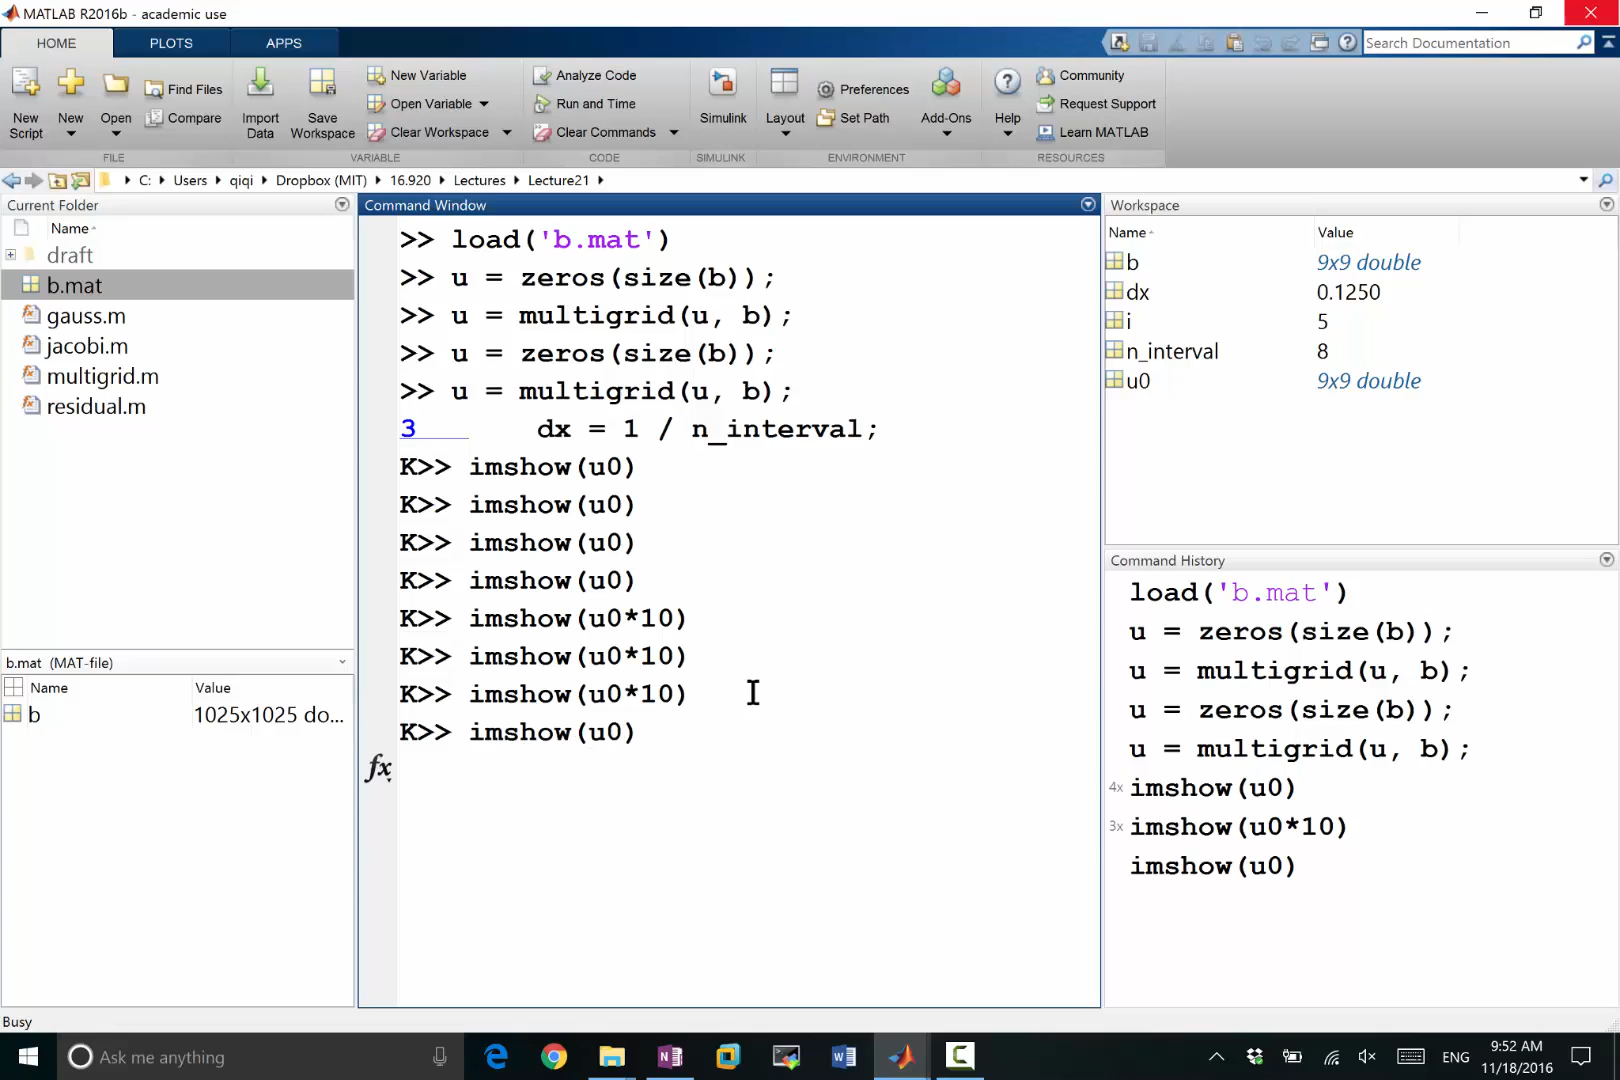 MATLAB R2016b - academic use
HOME PLOTS APPS
Search Documentation
New Script
New
Open
Find Files
Compare
Import Data
Save Workspace
New Variable
Open Variable
Clear Workspace
Analyze Code
Run and Time
Clear Commands
Simulink
Layout
Preferences
Set Path
Add-Ons
Help
Community
Request Support
Learn MATLAB
FILE VARIABLE CODE SIMULINK ENVIRONMENT RESOURCES
C: Users qiqi Dropbox (MIT) 16.920 Lectures Lecture21
Current Folder
Name
draft
b.mat
gauss.m
jacobi.m
multigrid.m
residual.m
b.mat (MAT-file)
Name Value
b 1025x1025 do...
Command Window
>> load('b.mat')
>> u = zeros(size(b));
>> u = multigrid(u, b);
>> u = zeros(size(b));
>> u = multigrid(u, b);
3 dx = 1 / n_interval;
K>> imshow(u0)
K>> imshow(u0)
K>> imshow(u0)
K>> imshow(u0)
K>> imshow(u0*10)
K>> imshow(u0*10)
K>> imshow(u0*10)
K>> imshow(u0)
fx
Workspace
Name Value
b 9x9 double
dx 0.1250
i 5
n_interval 8
u0 9x9 double
Command History
load('b.mat')
u = zeros(size(b));
u = multigrid(u, b);
u = zeros(size(b));
u = multigrid(u, b);
4x imshow(u0)
3x imshow(u0*10)
imshow(u0)
Busy
Ask me anything
ENG
9:52 AM
11/18/2016